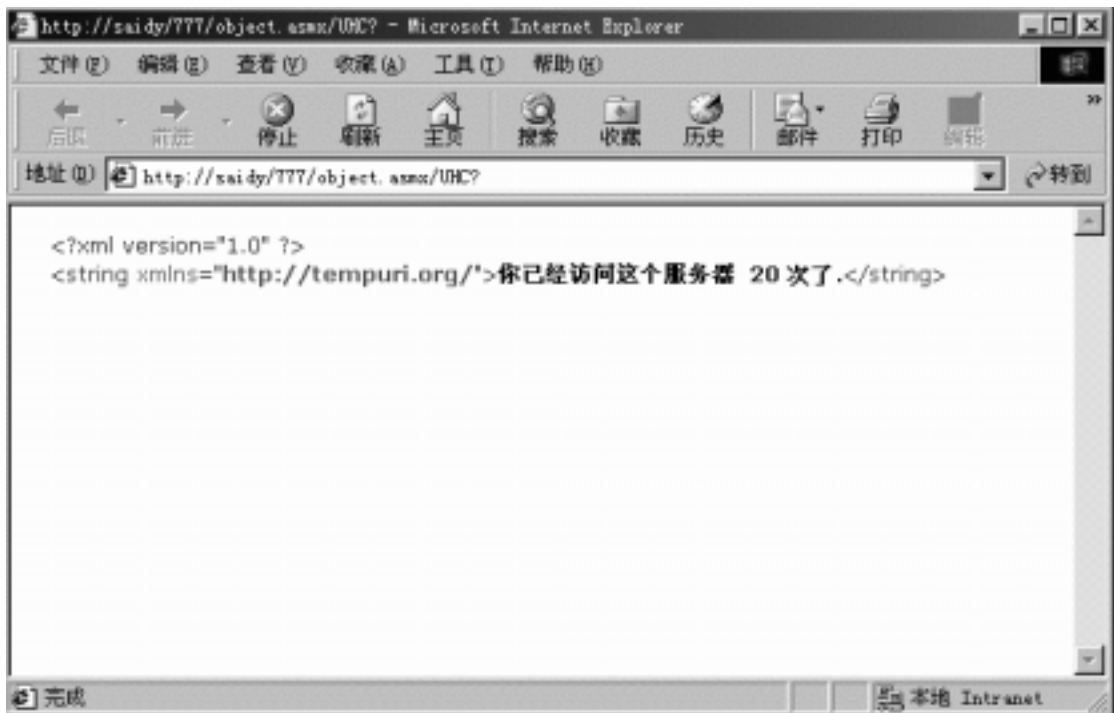 http://saidy/777/object.asmx/UHC? - Microsoft Internet Explorer
文件(F) 编辑(E) 查看(V) 收藏(A) 工具(T) 帮助(H)
后退 前进 停止 刷新 主页 搜索 收藏 历史 邮件 打印 编辑 »
地址(D) http://saidy/777/object.asmx/UHC? 转到
<?xml version="1.0" ?>
<string xmlns="http://tempuri.org/">你已经访问这个服务器 20 次了.</string>
完成 本地 Intranet